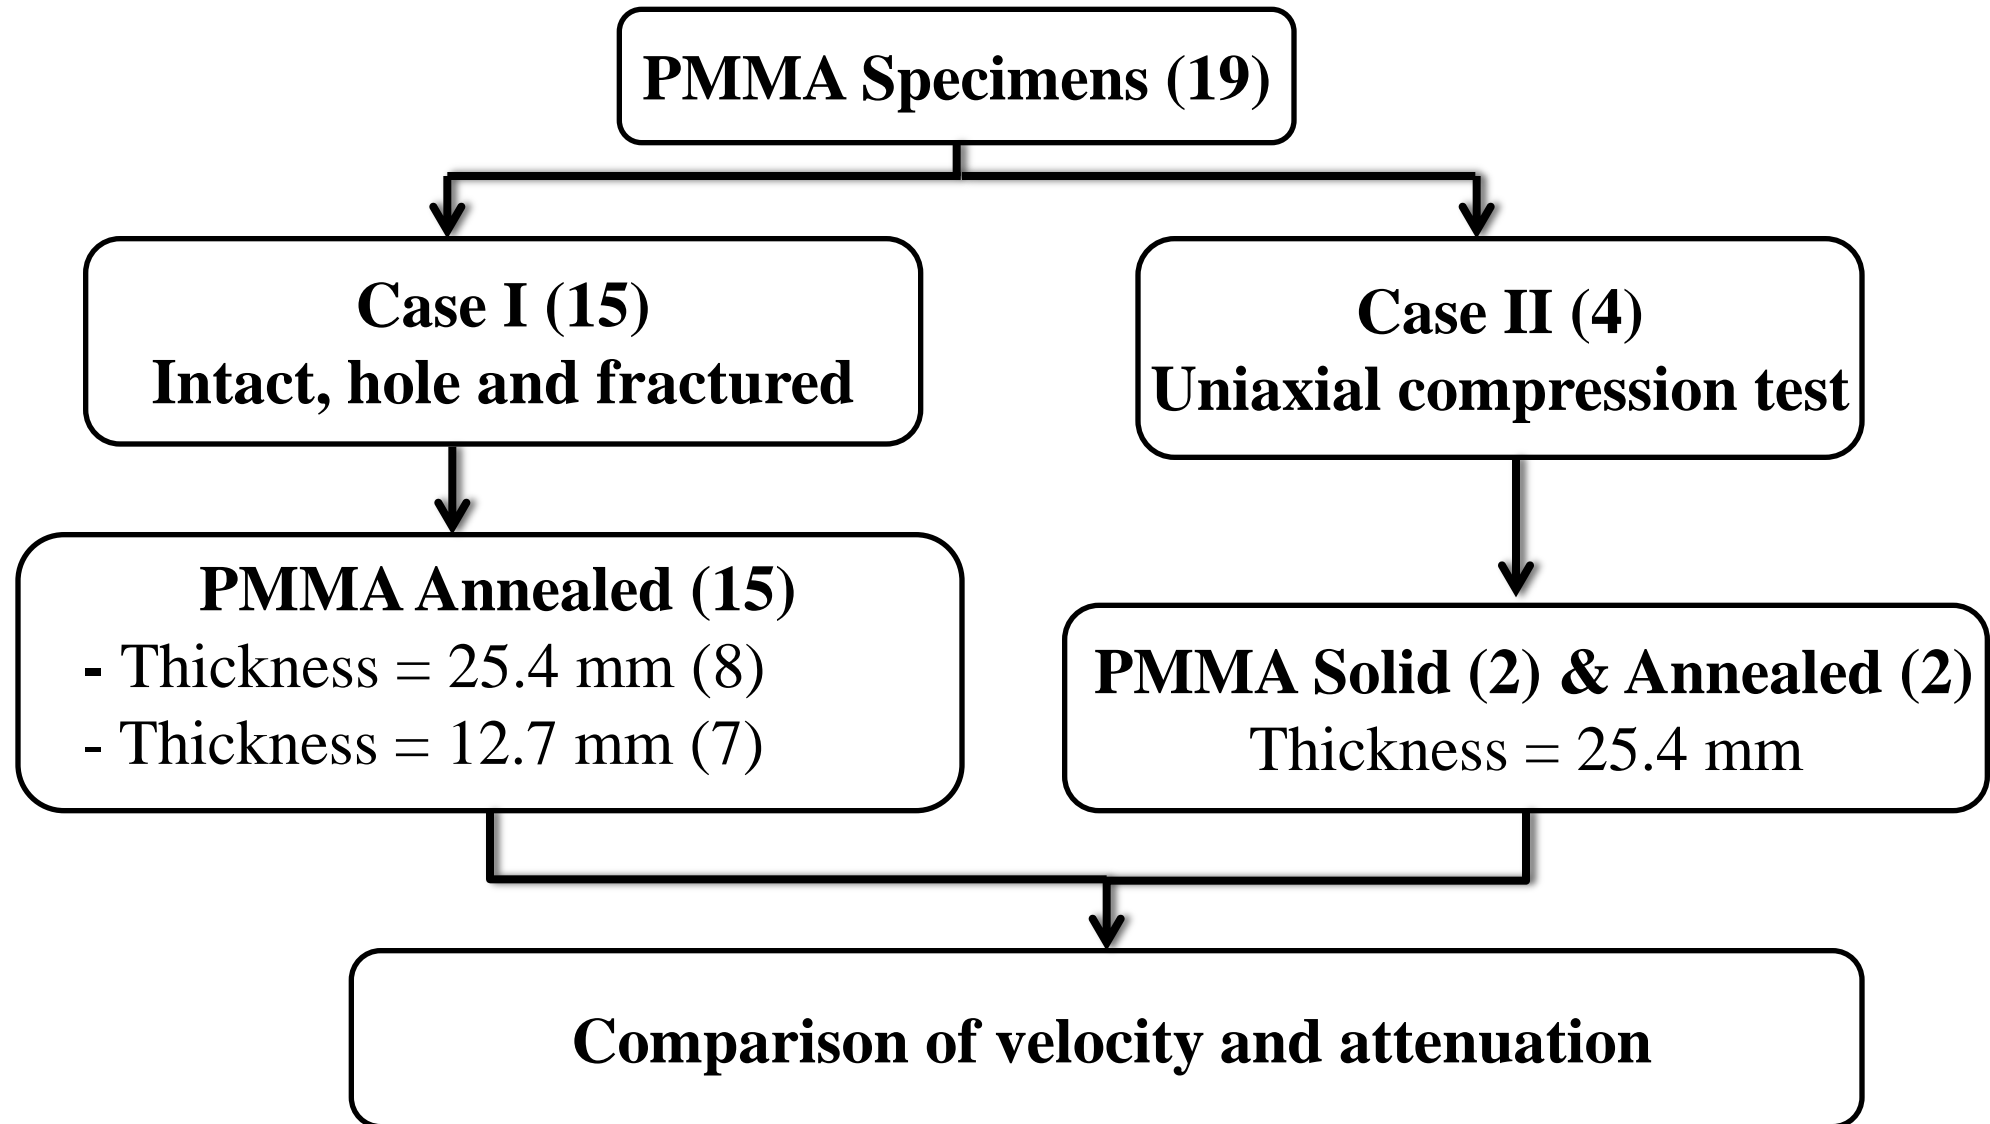 PMMA Specimens (19)
Case I (15)
Intact, hole and fractured
Case II (4)
Uniaxial compression test
PMMA Annealed (15)
- Thickness = 25.4 mm (8)
- Thickness = 12.7 mm (7)
PMMA Solid (2) & Annealed (2)
Thickness = 25.4 mm
Comparison of velocity and attenuation